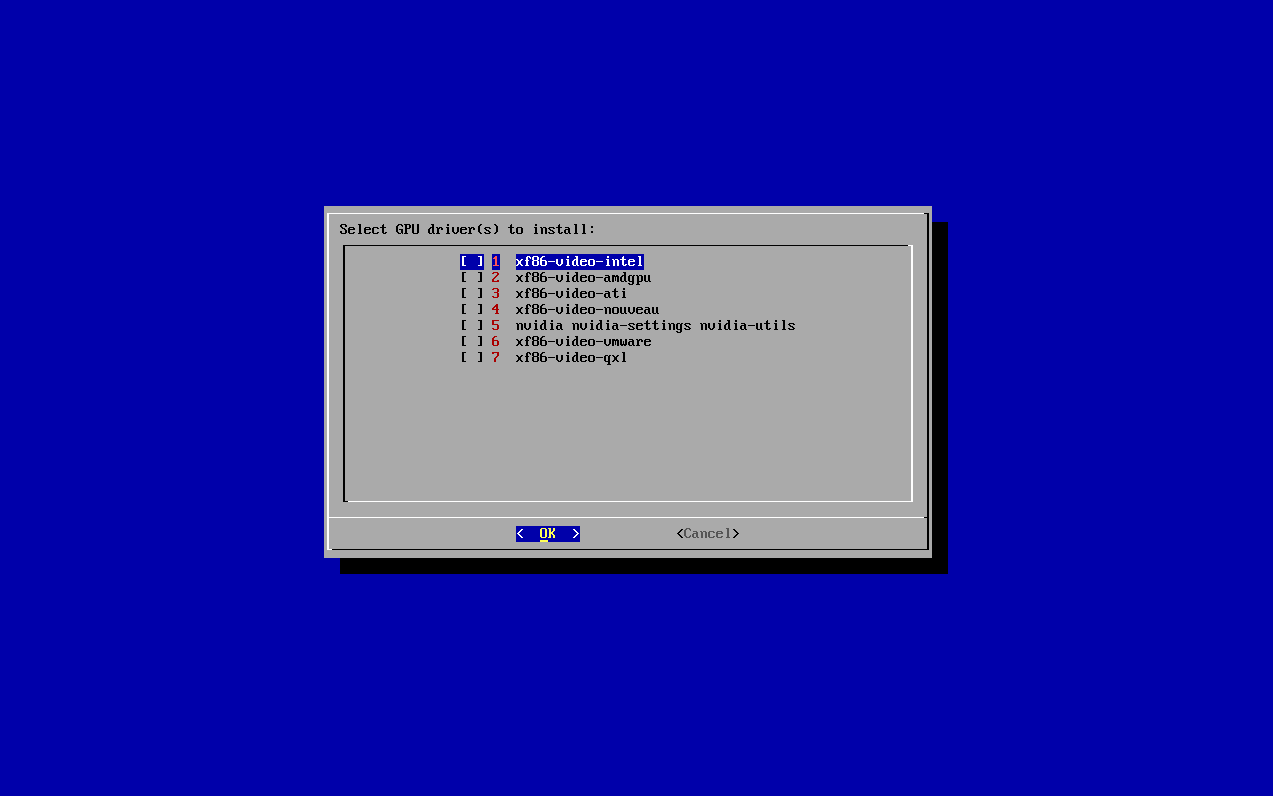 Select GPU driver(s) to install:
[ ] 1 xf86-video-intel
[ ] 2 xf86-video-amdgpu
[ ] 3 xf86-video-ati
[ ] 4 xf86-video-nouveau
[ ] 5 nvidia nvidia-settings nvidia-utils
[ ] 6 xf86-video-vmware
[ ] 7 xf86-video-qxl
< OK > <Cancel>